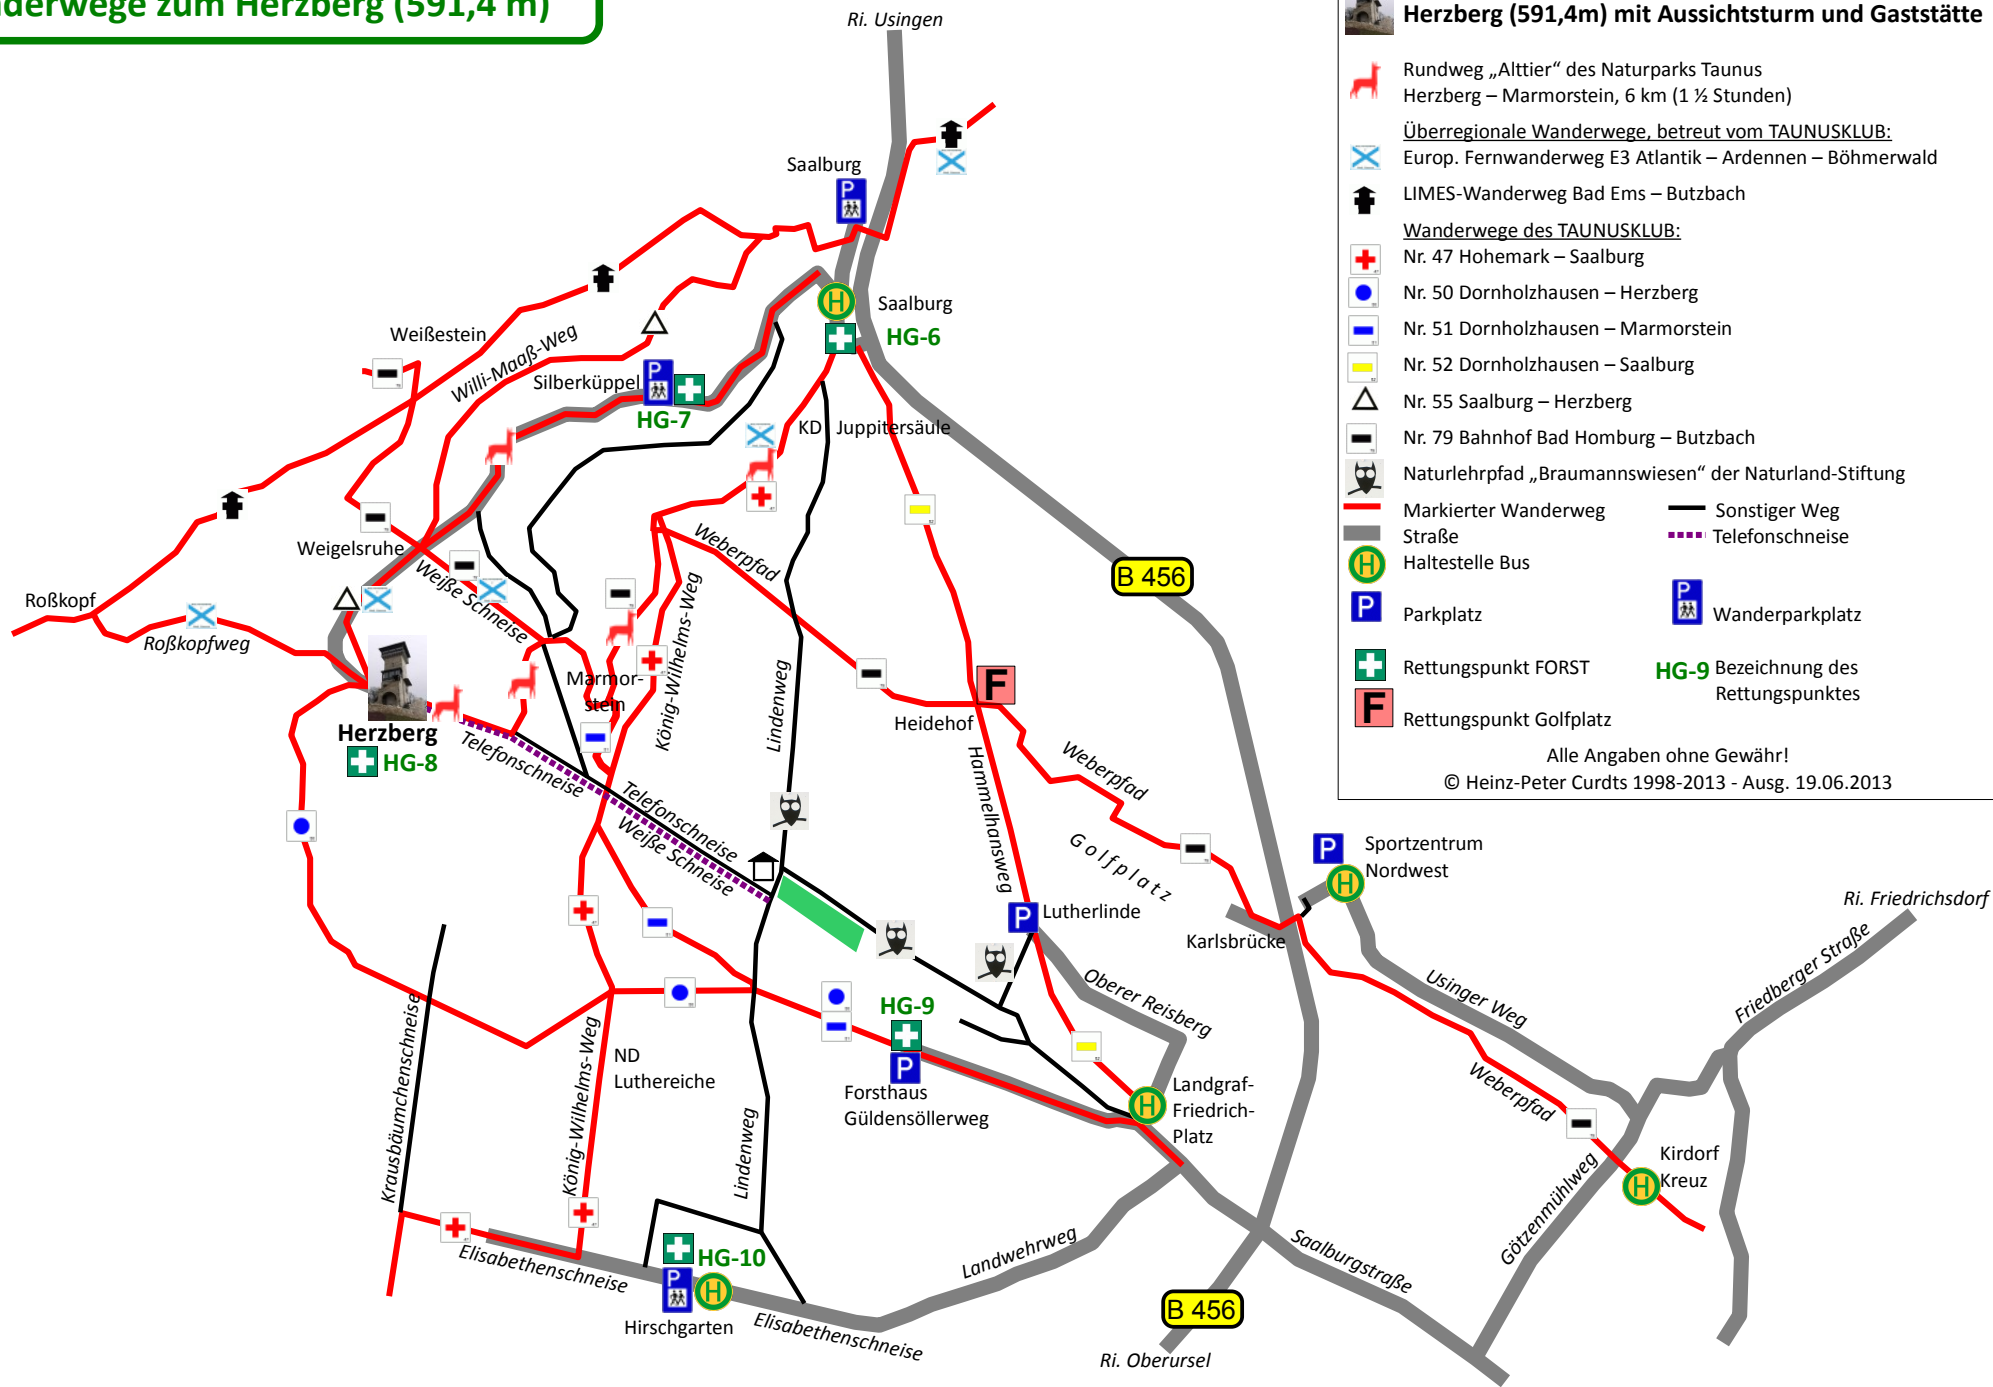 derwege zum Herzberg (591,4 m)
Ri. Usingen
Saalburg
Saalburg
HG-6
Weißestein
Willi-Maaß-Weg
Silberküppel
HG-7
KD Juppitersäule
Weigelsruhe
Weiße Schneise
Weberpfad
B 456
Roßkopf
Roßkopfweg
König-Wilhelms-Weg
Marmor-
stein
Lindenweg
Herzberg
HG-8
Telefonschneise
Telefonschneise
Weiße Schneise
Heidehof
F
Hammelhansweg
Weberpfad
Golfplatz
Lutherlinde
Karlsbrücke
Sportzentrum
Nordwest
Ri. Friedrichsdorf
Friedberger Straße
Usinger Weg
Oberer Reisberg
HG-9
Krausbäumchenschneise
König-Wilhelms-Weg
ND
Luthereiche
Forsthaus
Güldensöllerweg
Landgraf-
Friedrich-
Platz
Weberpfad
Kirdorf
Kreuz
Lindenweg
Götzenmühlweg
HG-10
Elisabethenschneise
Hirschgarten
Elisabethenschneise
Landwehrweg
Saalburgstraße
B 456
Ri. Oberursel
Herzberg (591,4m) mit Aussichtsturm und Gaststätte
Rundweg „Alttier“ des Naturparks Taunus
Herzberg – Marmorstein, 6 km (1 ½ Stunden)
Überregionale Wanderwege, betreut vom TAUNUSKLUB:
Europ. Fernwanderweg E3 Atlantik – Ardennen – Böhmerwald
LIMES-Wanderweg Bad Ems – Butzbach
Wanderwege des TAUNUSKLUB:
Nr. 47 Hohemark – Saalburg
Nr. 50 Dornholzhausen – Herzberg
Nr. 51 Dornholzhausen – Marmorstein
Nr. 52 Dornholzhausen – Saalburg
Nr. 55 Saalburg – Herzberg
Nr. 79 Bahnhof Bad Homburg – Butzbach
Naturlehrpfad „Braumannswiesen“ der Naturland-Stiftung
Markierter Wanderweg
Sonstiger Weg
Straße
Telefonschneise
H Haltestelle Bus
P Parkplatz
P Wanderparkplatz
Rettungspunkt FORST
HG-9 Bezeichnung des
Rettungspunktes
F Rettungspunkt Golfplatz
Alle Angaben ohne Gewähr!
© Heinz-Peter Curdts 1998-2013 - Ausg. 19.06.2013